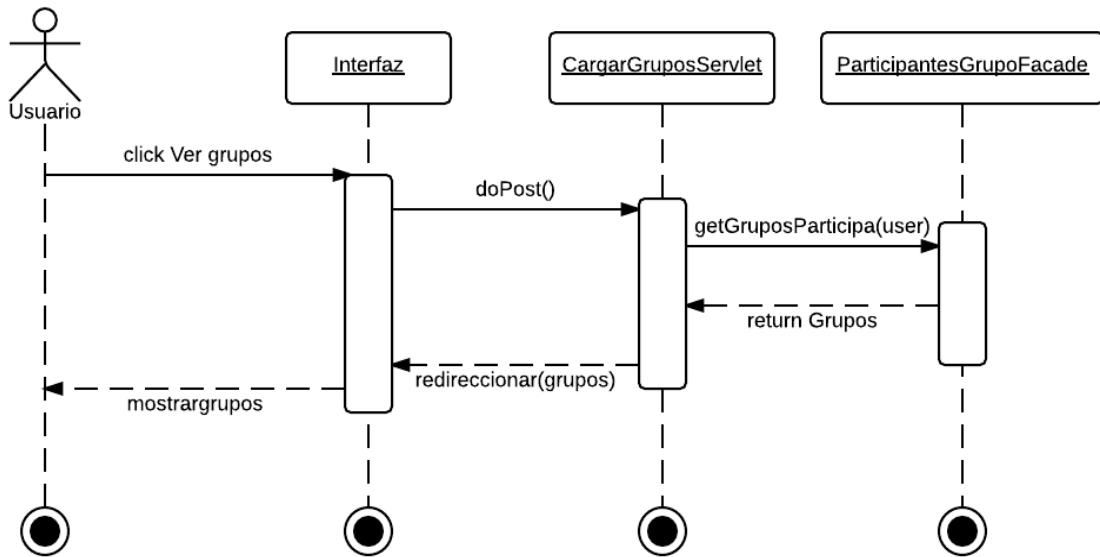 Usuario
Interfaz
CargarGruposServlet
ParticipantesGrupoFacade
click Ver grupos
doPost()
getGruposParticipa(user)
return Grupos
redireccionar(grupos)
mostrargrupos